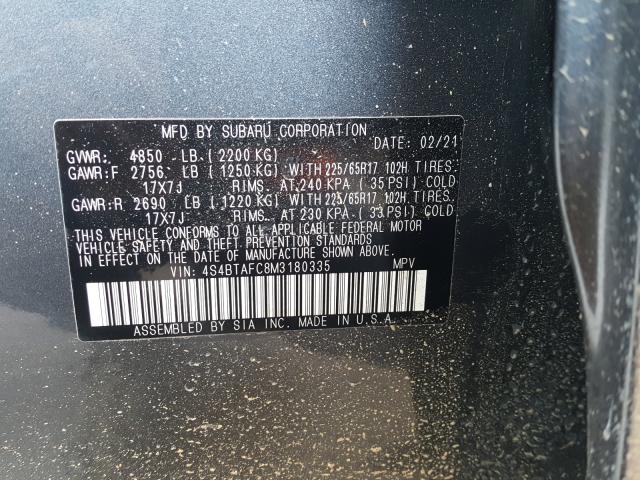 MFD BY SUBARU CORPORATION
DATE: 02/21
GVWR: 4850 LB (2200 KG)
GAWR:F 2756 LB (1250 KG) WITH 225/65R17 102H TIRES,
17X7J RIMS, AT 240 KPA (35 PSI) COLD
GAWR:R 2690 LB (1220 KG) WITH 225/65R17 102H TIRES,
17X7J RIMS, AT 230 KPA (33 PSI) COLD
THIS VEHICLE CONFORMS TO ALL APPLICABLE FEDERAL MOTOR
VEHICLE SAFETY AND THEFT PREVENTION STANDARDS
IN EFFECT ON THE DATE OF MANUFACTURE SHOWN ABOVE.
VIN: 4S4BTAFC8M3180335 MPV
ASSEMBLED BY SIA INC. MADE IN U.S.A.